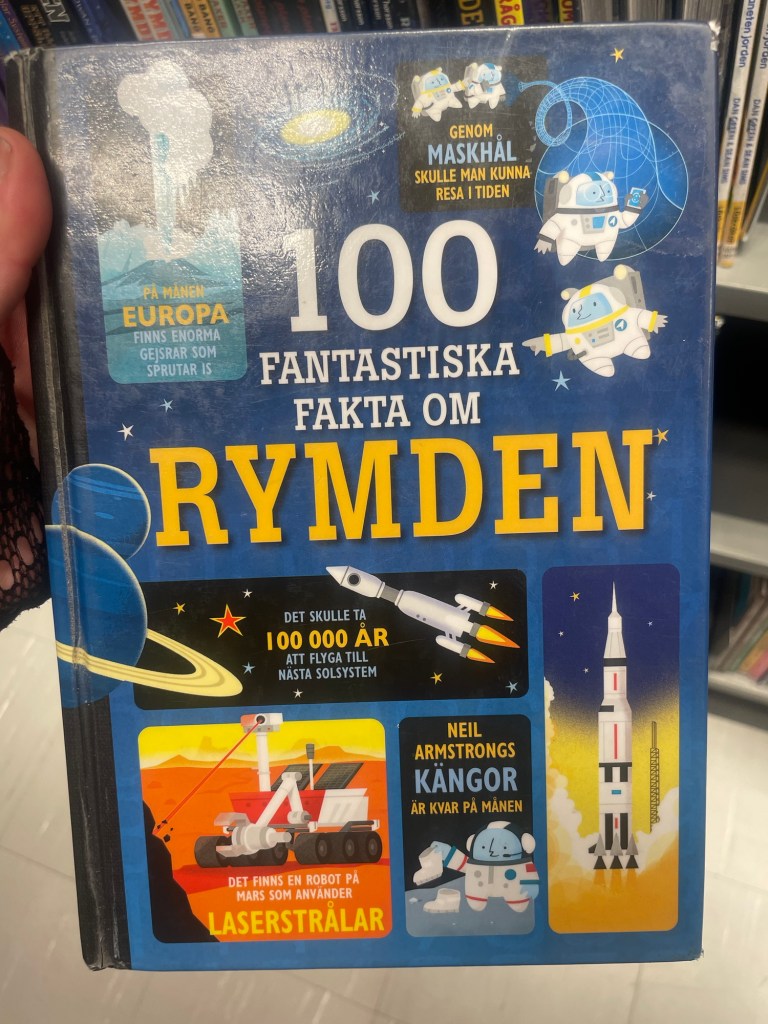 GENOM
MASKHÅL
SKULLE MAN KUNNA
RESA I TIDEN
PÅ MÅNEN
EUROPA
FINNS ENORMA
GEJSRAR SOM
SPRUTAR IS
100
FANTASTISKA
FAKTA OM
RYMDEN
DET SKULLE TA
100 000 ÅR
ATT FLYGA TILL
NÄSTA SOLSYSTEM
NEIL
ARMSTRONGS
KÄNGOR
ÄR KVAR PÅ MÅNEN
DET FINNS EN ROBOT PÅ
MARS SOM ANVÄNDER
LASERSTRÅLAR